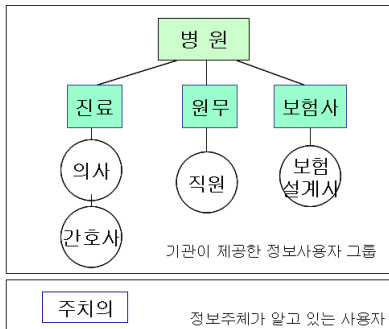 병 원
진료
원무
보험사
의사
직원
보험
설계사
간호사
기관이 제공한 정보사용자 그룹
주치의
정보주체가 알고 있는 사용자